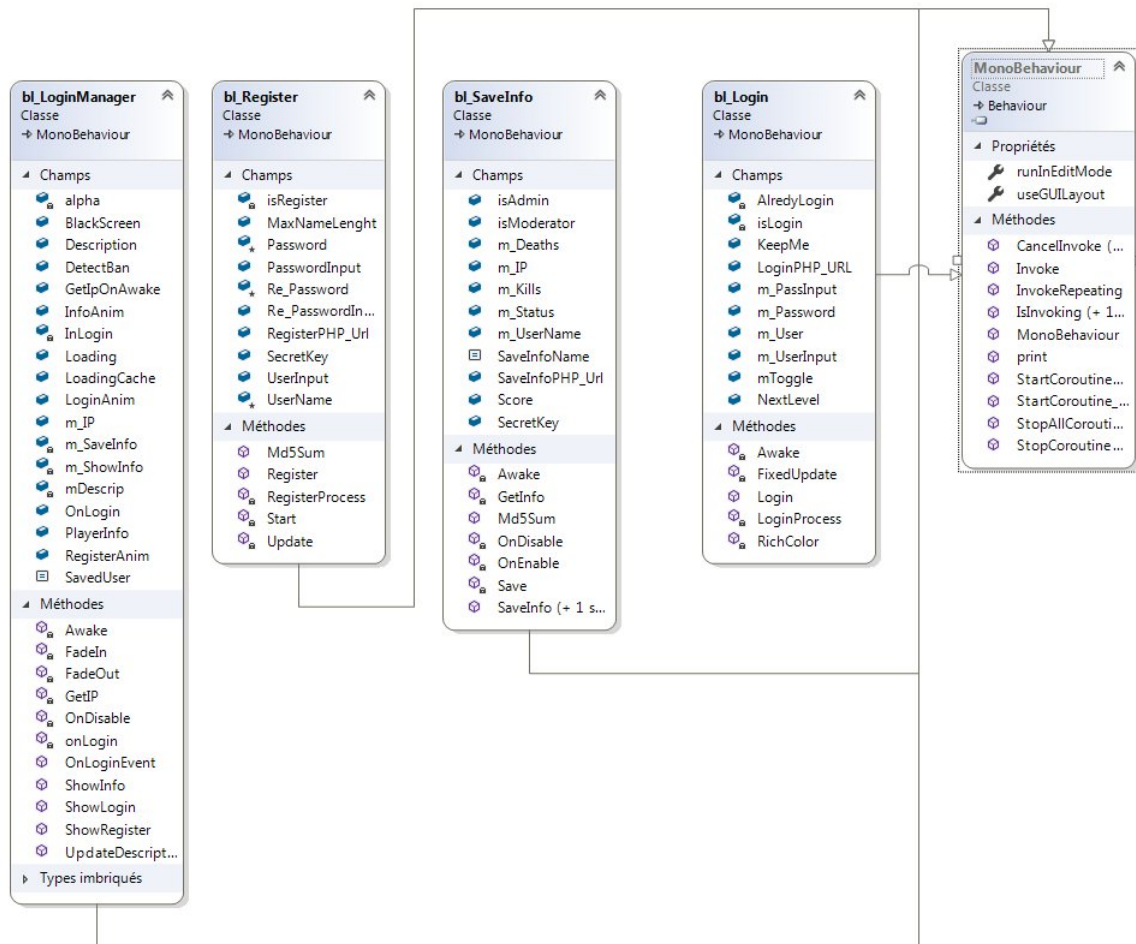 bl_LoginManager
Classe
MonoBehaviour
Champs
alpha
BlackScreen
Description
DetectBan
GetIpOnAwake
InfoAnim
InLogin
Loading
LoadingCache
LoginAnim
m_IP
m_SaveInfo
m_ShowInfo
mDescrip
OnLogin
PlayerInfo
RegisterAnim
SavedUser
Méthodes
Awake
FadeIn
FadeOut
GetIP
OnDisable
onLogin
OnLoginEvent
ShowInfo
ShowLogin
ShowRegister
UpdateDescript...
Types imbriqués
bl_Register
Classe
MonoBehaviour
Champs
isRegister
MaxNameLenght
Password
PasswordInput
Re_Password
Re_PasswordIn...
RegisterPHP_Url
SecretKey
UserInput
UserName
Méthodes
Md5Sum
Register
RegisterProcess
Start
Update
bl_SaveInfo
Classe
MonoBehaviour
Champs
isAdmin
isModerator
m_Deaths
m_IP
m_Kills
m_Status
m_UserName
SaveInfoName
SaveInfoPHP_Url
Score
SecretKey
Méthodes
Awake
GetInfo
Md5Sum
OnDisable
OnEnable
Save
SaveInfo (+ 1 s...
bl_Login
Classe
MonoBehaviour
Champs
AlredyLogin
isLogin
KeepMe
LoginPHP_URL
m_PassInput
m_Password
m_User
m_UserInput
mToggle
NextLevel
Méthodes
Awake
FixedUpdate
Login
LoginProcess
RichColor
MonoBehaviour
Classe
Behaviour
Propriétés
runInEditMode
useGUILayout
Méthodes
CancelInvoke (...
Invoke
InvokeRepeating
IsInvoking (+ 1...
MonoBehaviour
print
StartCoroutine...
StartCoroutine_...
StopAllCorouti...
StopCoroutine...